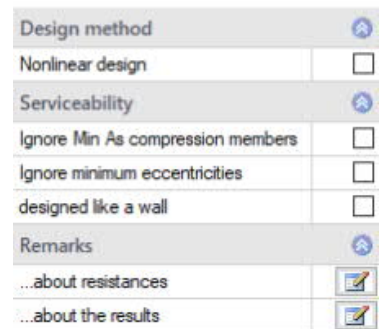 Design method
Nonlinear design
Serviceability
Ignore Min As compression members
Ignore minimum eccentricities
designed like a wall
Remarks
...about resistances
...about the results